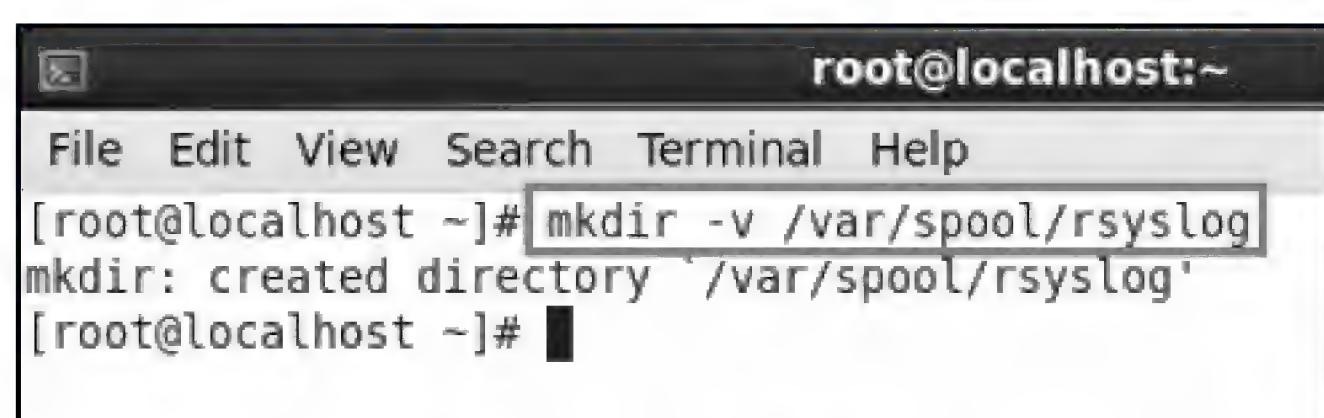 root@localhost:~
File Edit View Search Terminal Help
[root@localhost ~]# mkdir -v /var/spool/rsyslog
mkdir: created directory `/var/spool/rsyslog'
[root@localhost ~]#